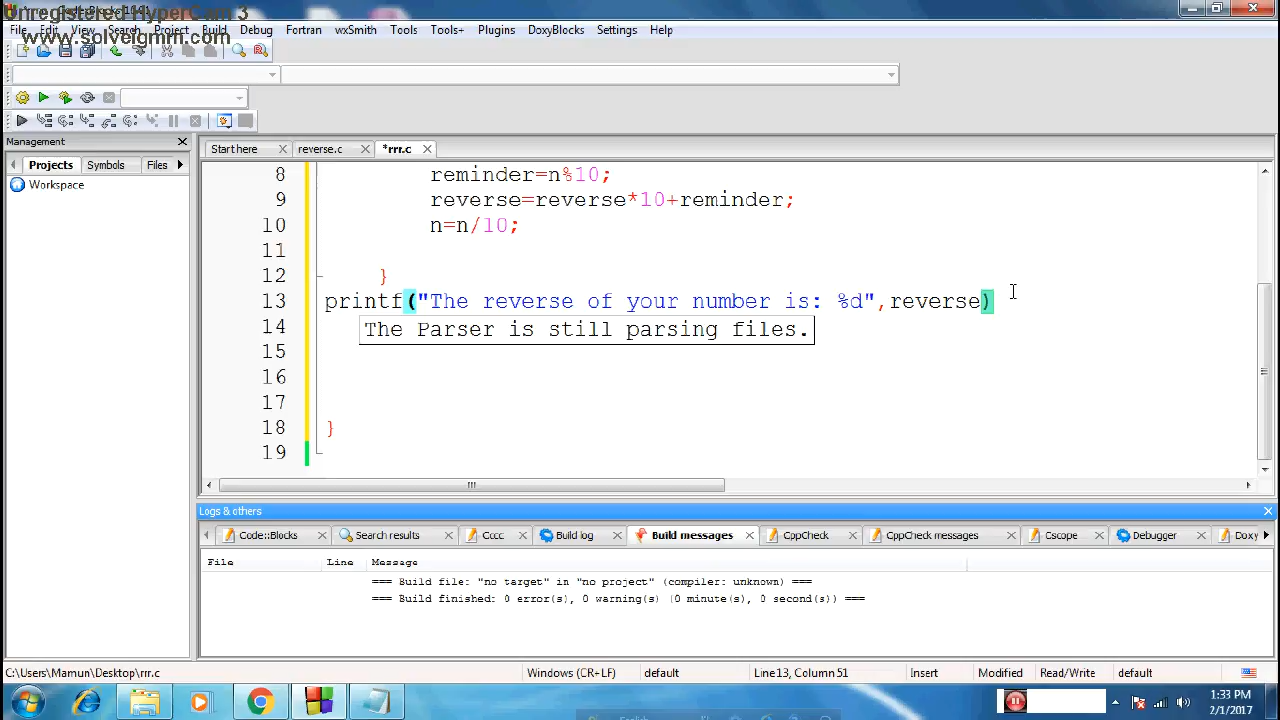 Unregistered HyperCam 3
www.solveigmm.com
File Edit View Search Project Build Debug Fortran wxSmith Tools Tools+ Plugins DoxyBlocks Settings Help
Management
Start here reverse.c *rrr.c
Projects Symbols Files
Workspace
8 reminder=n%10;
9 reverse=reverse*10+reminder;
10 n=n/10;
11
12 }
13 printf("The reverse of your number is: %d",reverse)
14 The Parser is still parsing files.
15
16
17
18 }
19
Logs & others
Code::Blocks Search results Cccc Build log Build messages CppCheck CppCheck messages Cscope Debugger Doxy
File Line Message
=== Build file: "no target" in "no project" (compiler: unknown) ===
=== Build finished: 0 error(s), 0 warning(s) (0 minute(s), 0 second(s)) ===
C:\Users\Mamun\Desktop\rrr.c Windows (CR+LF) default Line 13, Column 51 Insert Modified Read/Write default
1:33 PM
2/1/2017